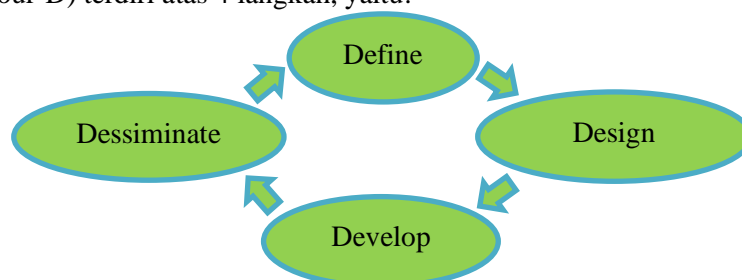 terdiri atas 4 langkah, yaitu:
Define
Dessiminate
Design
Develop